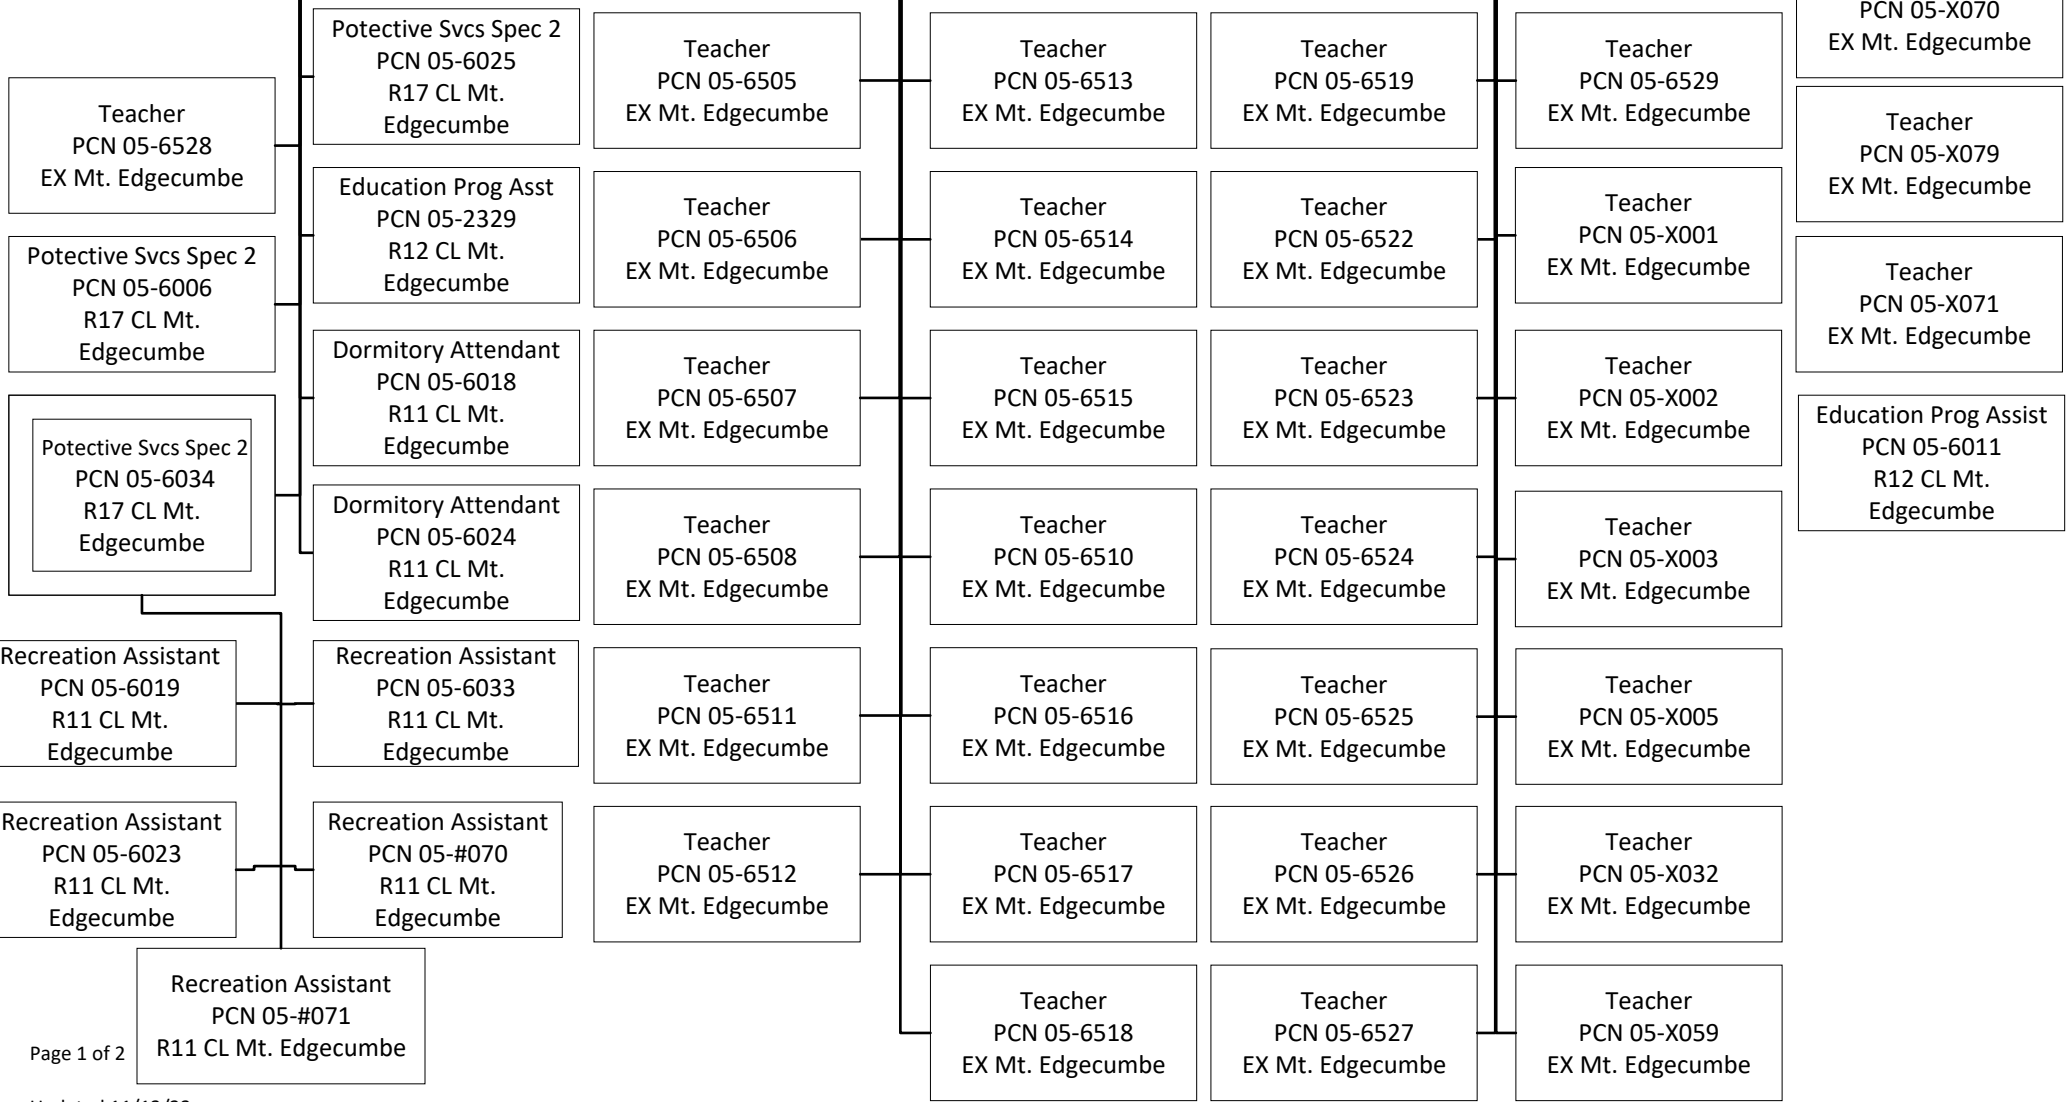 Teacher
PCN 05-6528
EX Mt. Edgecumbe
Potective Svcs Spec 2
PCN 05-6006
R17 CL Mt.
Edgecumbe
Potective Svcs Spec 2
PCN 05-6034
R17 CL Mt.
Edgecumbe
Recreation Assistant
PCN 05-6019
R11 CL Mt.
Edgecumbe
Recreation Assistant
PCN 05-6023
R11 CL Mt.
Edgecumbe
Potective Svcs Spec 2
PCN 05-6025
R17 CL Mt.
Edgecumbe
Education Prog Asst
PCN 05-2329
R12 CL Mt.
Edgecumbe
Dormitory Attendant
PCN 05-6018
R11 CL Mt.
Edgecumbe
Dormitory Attendant
PCN 05-6024
R11 CL Mt.
Edgecumbe
Recreation Assistant
PCN 05-6033
R11 CL Mt.
Edgecumbe
Recreation Assistant
PCN 05-#070
R11 CL Mt.
Edgecumbe
Recreation Assistant
PCN 05-#071
R11 CL Mt. Edgecumbe
Teacher
PCN 05-6505
EX Mt. Edgecumbe
Teacher
PCN 05-6506
EX Mt. Edgecumbe
Teacher
PCN 05-6507
EX Mt. Edgecumbe
Teacher
PCN 05-6508
EX Mt. Edgecumbe
Teacher
PCN 05-6511
EX Mt. Edgecumbe
Teacher
PCN 05-6512
EX Mt. Edgecumbe
Teacher
PCN 05-6513
EX Mt. Edgecumbe
Teacher
PCN 05-6514
EX Mt. Edgecumbe
Teacher
PCN 05-6515
EX Mt. Edgecumbe
Teacher
PCN 05-6510
EX Mt. Edgecumbe
Teacher
PCN 05-6516
EX Mt. Edgecumbe
Teacher
PCN 05-6517
EX Mt. Edgecumbe
Teacher
PCN 05-6518
EX Mt. Edgecumbe
Teacher
PCN 05-6519
EX Mt. Edgecumbe
Teacher
PCN 05-6522
EX Mt. Edgecumbe
Teacher
PCN 05-6523
EX Mt. Edgecumbe
Teacher
PCN 05-6524
EX Mt. Edgecumbe
Teacher
PCN 05-6525
EX Mt. Edgecumbe
Teacher
PCN 05-6526
EX Mt. Edgecumbe
Teacher
PCN 05-6527
EX Mt. Edgecumbe
Teacher
PCN 05-6529
EX Mt. Edgecumbe
Teacher
PCN 05-X001
EX Mt. Edgecumbe
Teacher
PCN 05-X002
EX Mt. Edgecumbe
Teacher
PCN 05-X003
EX Mt. Edgecumbe
Teacher
PCN 05-X005
EX Mt. Edgecumbe
Teacher
PCN 05-X032
EX Mt. Edgecumbe
Teacher
PCN 05-X059
EX Mt. Edgecumbe
PCN 05-X070
EX Mt. Edgecumbe
Teacher
PCN 05-X079
EX Mt. Edgecumbe
Teacher
PCN 05-X071
EX Mt. Edgecumbe
Education Prog Assist
PCN 05-6011
R12 CL Mt.
Edgecumbe
Page 1 of 2